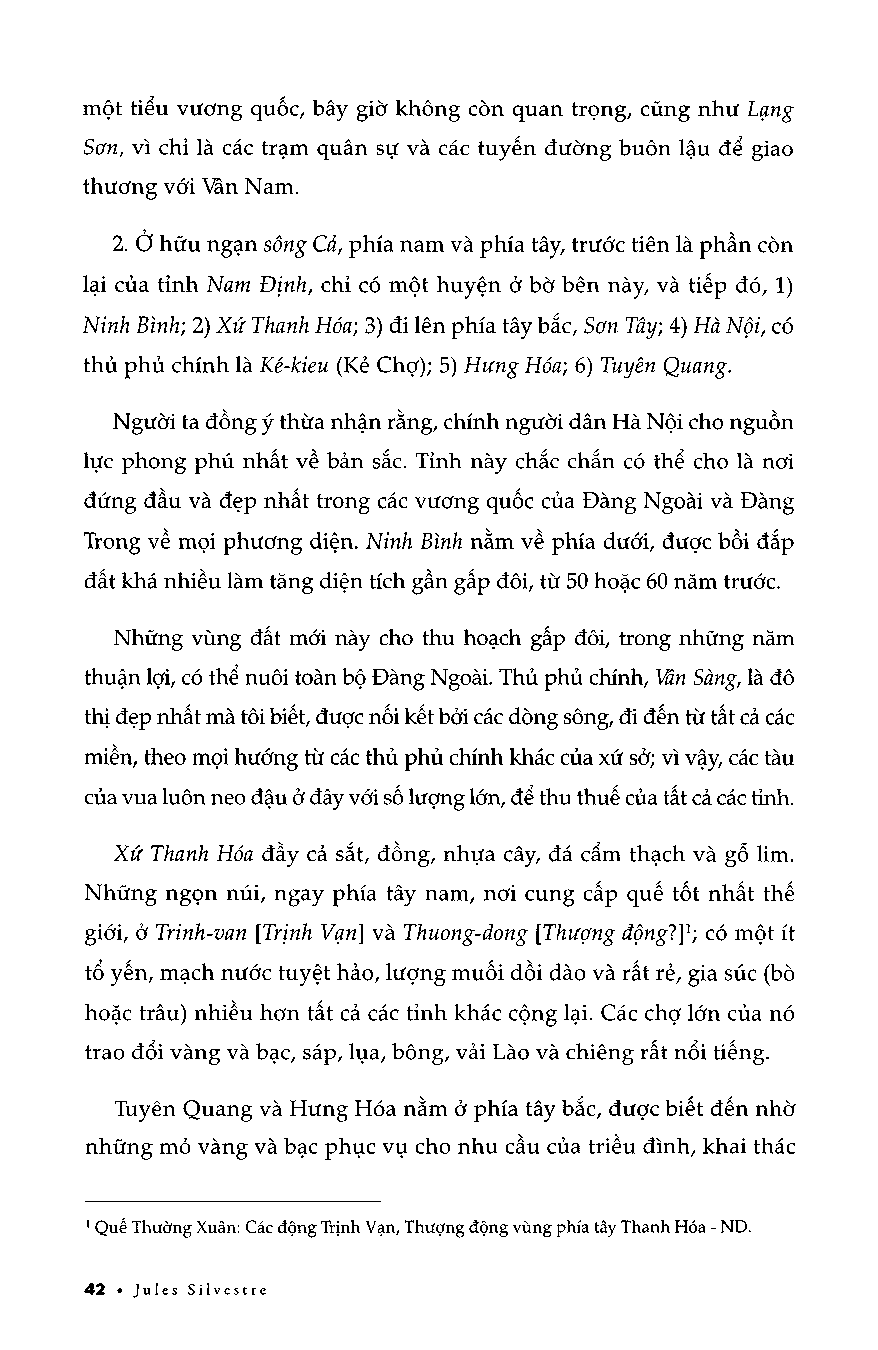 một tiểu vương quốc, bây giờ không còn quan trọng, cũng như Lạng
Sơn, vì chỉ là các trạm quân sự và các tuyến đường buôn lậu để giao
thương với Vân Nam.
2. Ở hữu ngạn sông Cả, phía nam và phía tây, trước tiên là phần còn
lại của tỉnh Nam Định, chỉ có một huyện ở bờ bên này, và tiếp đó, 1)
Ninh Bình; 2) Xứ Thanh Hóa; 3) đi lên phía tây bắc, Sơn Tây; 4) Hà Nội, có
thủ phủ chính là Ké-kieu (Kẻ Chợ); 5) Hưng Hóa; 6) Tuyên Quang.
Người ta đồng ý thừa nhận rằng, chính người dân Hà Nội cho nguồn
lực phong phú nhất về bản sắc. Tỉnh này chắc chắn có thể cho là nơi
đứng đầu và đẹp nhất trong các vương quốc của Đàng Ngoài và Đàng
Trong về mọi phương diện. Ninh Bình nằm về phía dưới, được bồi đắp
đất khá nhiều làm tăng diện tích gần gấp đôi, từ 50 hoặc 60 năm trước.
Những vùng đất mới này cho thu hoạch gấp đôi, trong những năm
thuận lợi, có thể nuôi toàn bộ Đàng Ngoài. Thủ phủ chính, Vân Sàng, là đô
thị đẹp nhất mà tôi biết, được nối kết bởi các dòng sông, đi đến từ tất cả các
miền, theo mọi hướng từ các thủ phủ chính khác của xứ sở; vì vậy, các tàu
của vua luôn neo đậu ở đây với số lượng lớn, để thu thuế của tất cả các tỉnh.
Xứ Thanh Hóa đầy cả sắt, đồng, nhựa cây, đá cẩm thạch và gỗ lim.
Những ngọn núi, ngay phía tây nam, nơi cung cấp quế tốt nhất thế
giới, ở Trinh-van [Trịnh Vạn] và Thuong-dong [Thượng động?]¹; có một ít
tổ yến, mạch nước tuyệt hảo, lượng muối dồi dào và rất rẻ, gia súc (bò
hoặc trâu) nhiều hơn tất cả các tỉnh khác cộng lại. Các chợ lớn của nó
trao đổi vàng và bạc, sáp, lụa, bông, vải Lào và chiêng rất nổi tiếng.
Tuyên Quang và Hưng Hóa nằm ở phía tây bắc, được biết đến nhờ
những mỏ vàng và bạc phục vụ cho nhu cầu của triều đình, khai thác
¹ Quế Thường Xuân: Các động Trịnh Vạn, Thượng động vùng phía tây Thanh Hóa - ND.
42 • Jules Silvestre